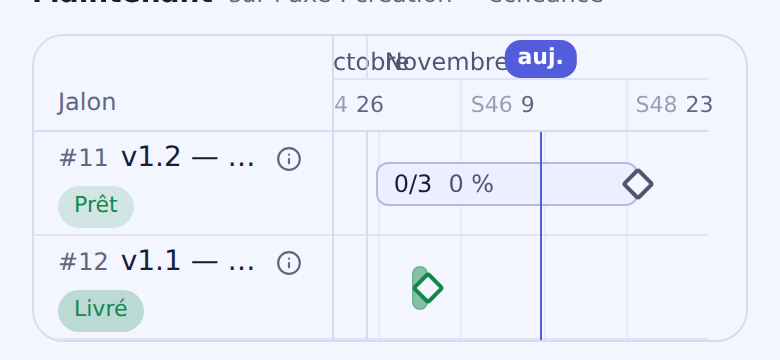 Maintenant sur l'axe : création — échéance
ctobre Novembre auj.
Jalon
4 26 S46 9 S48 23
#11 v1.2 — …
0/3 0 %
Prêt
#12 v1.1 — …
Livré